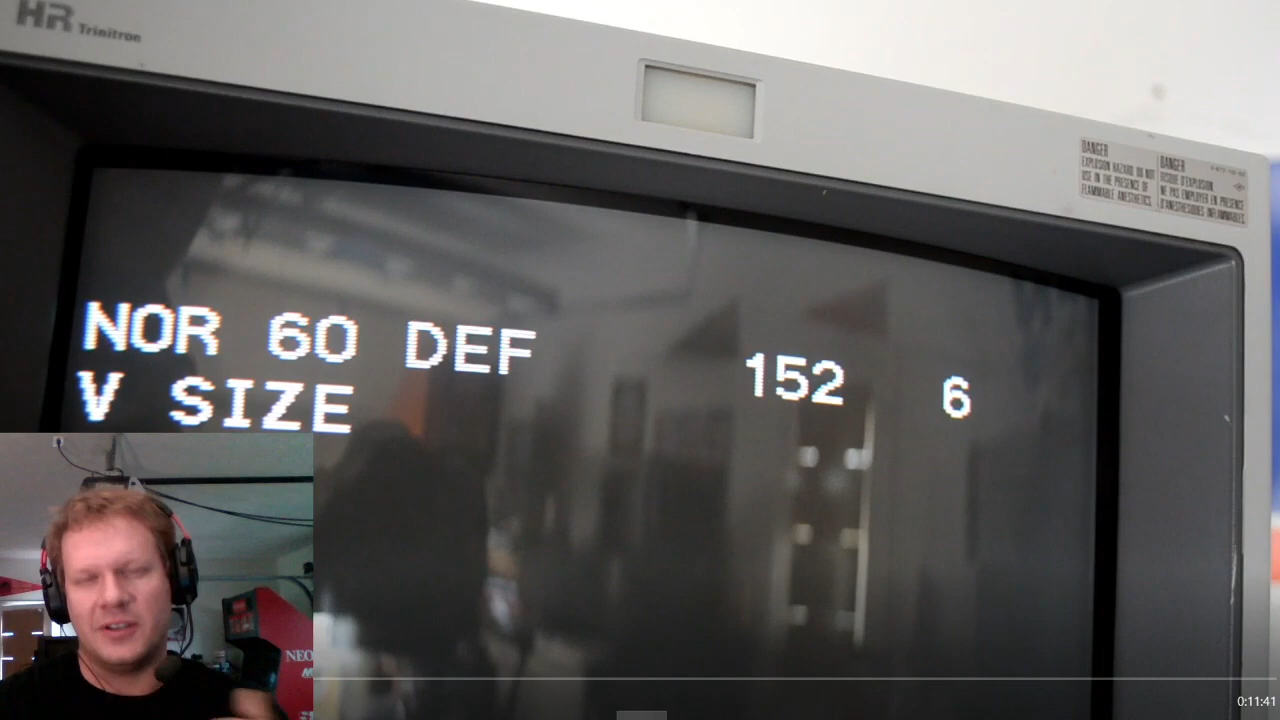 HR Trinitron
DANGER
EXPLOSION HAZARD DO NOT
USE IN THE PRESENCE OF
FLAMMABLE ANESTHETICS.
DANGER
RISQUE D'EXPLOSION
NE PAS EMPLOYER EN PRESENCE
D'ANESTHESIQUES INFLAMMABLES
NOR 60 DEF 152 6
V SIZE
NEO
0:11:41